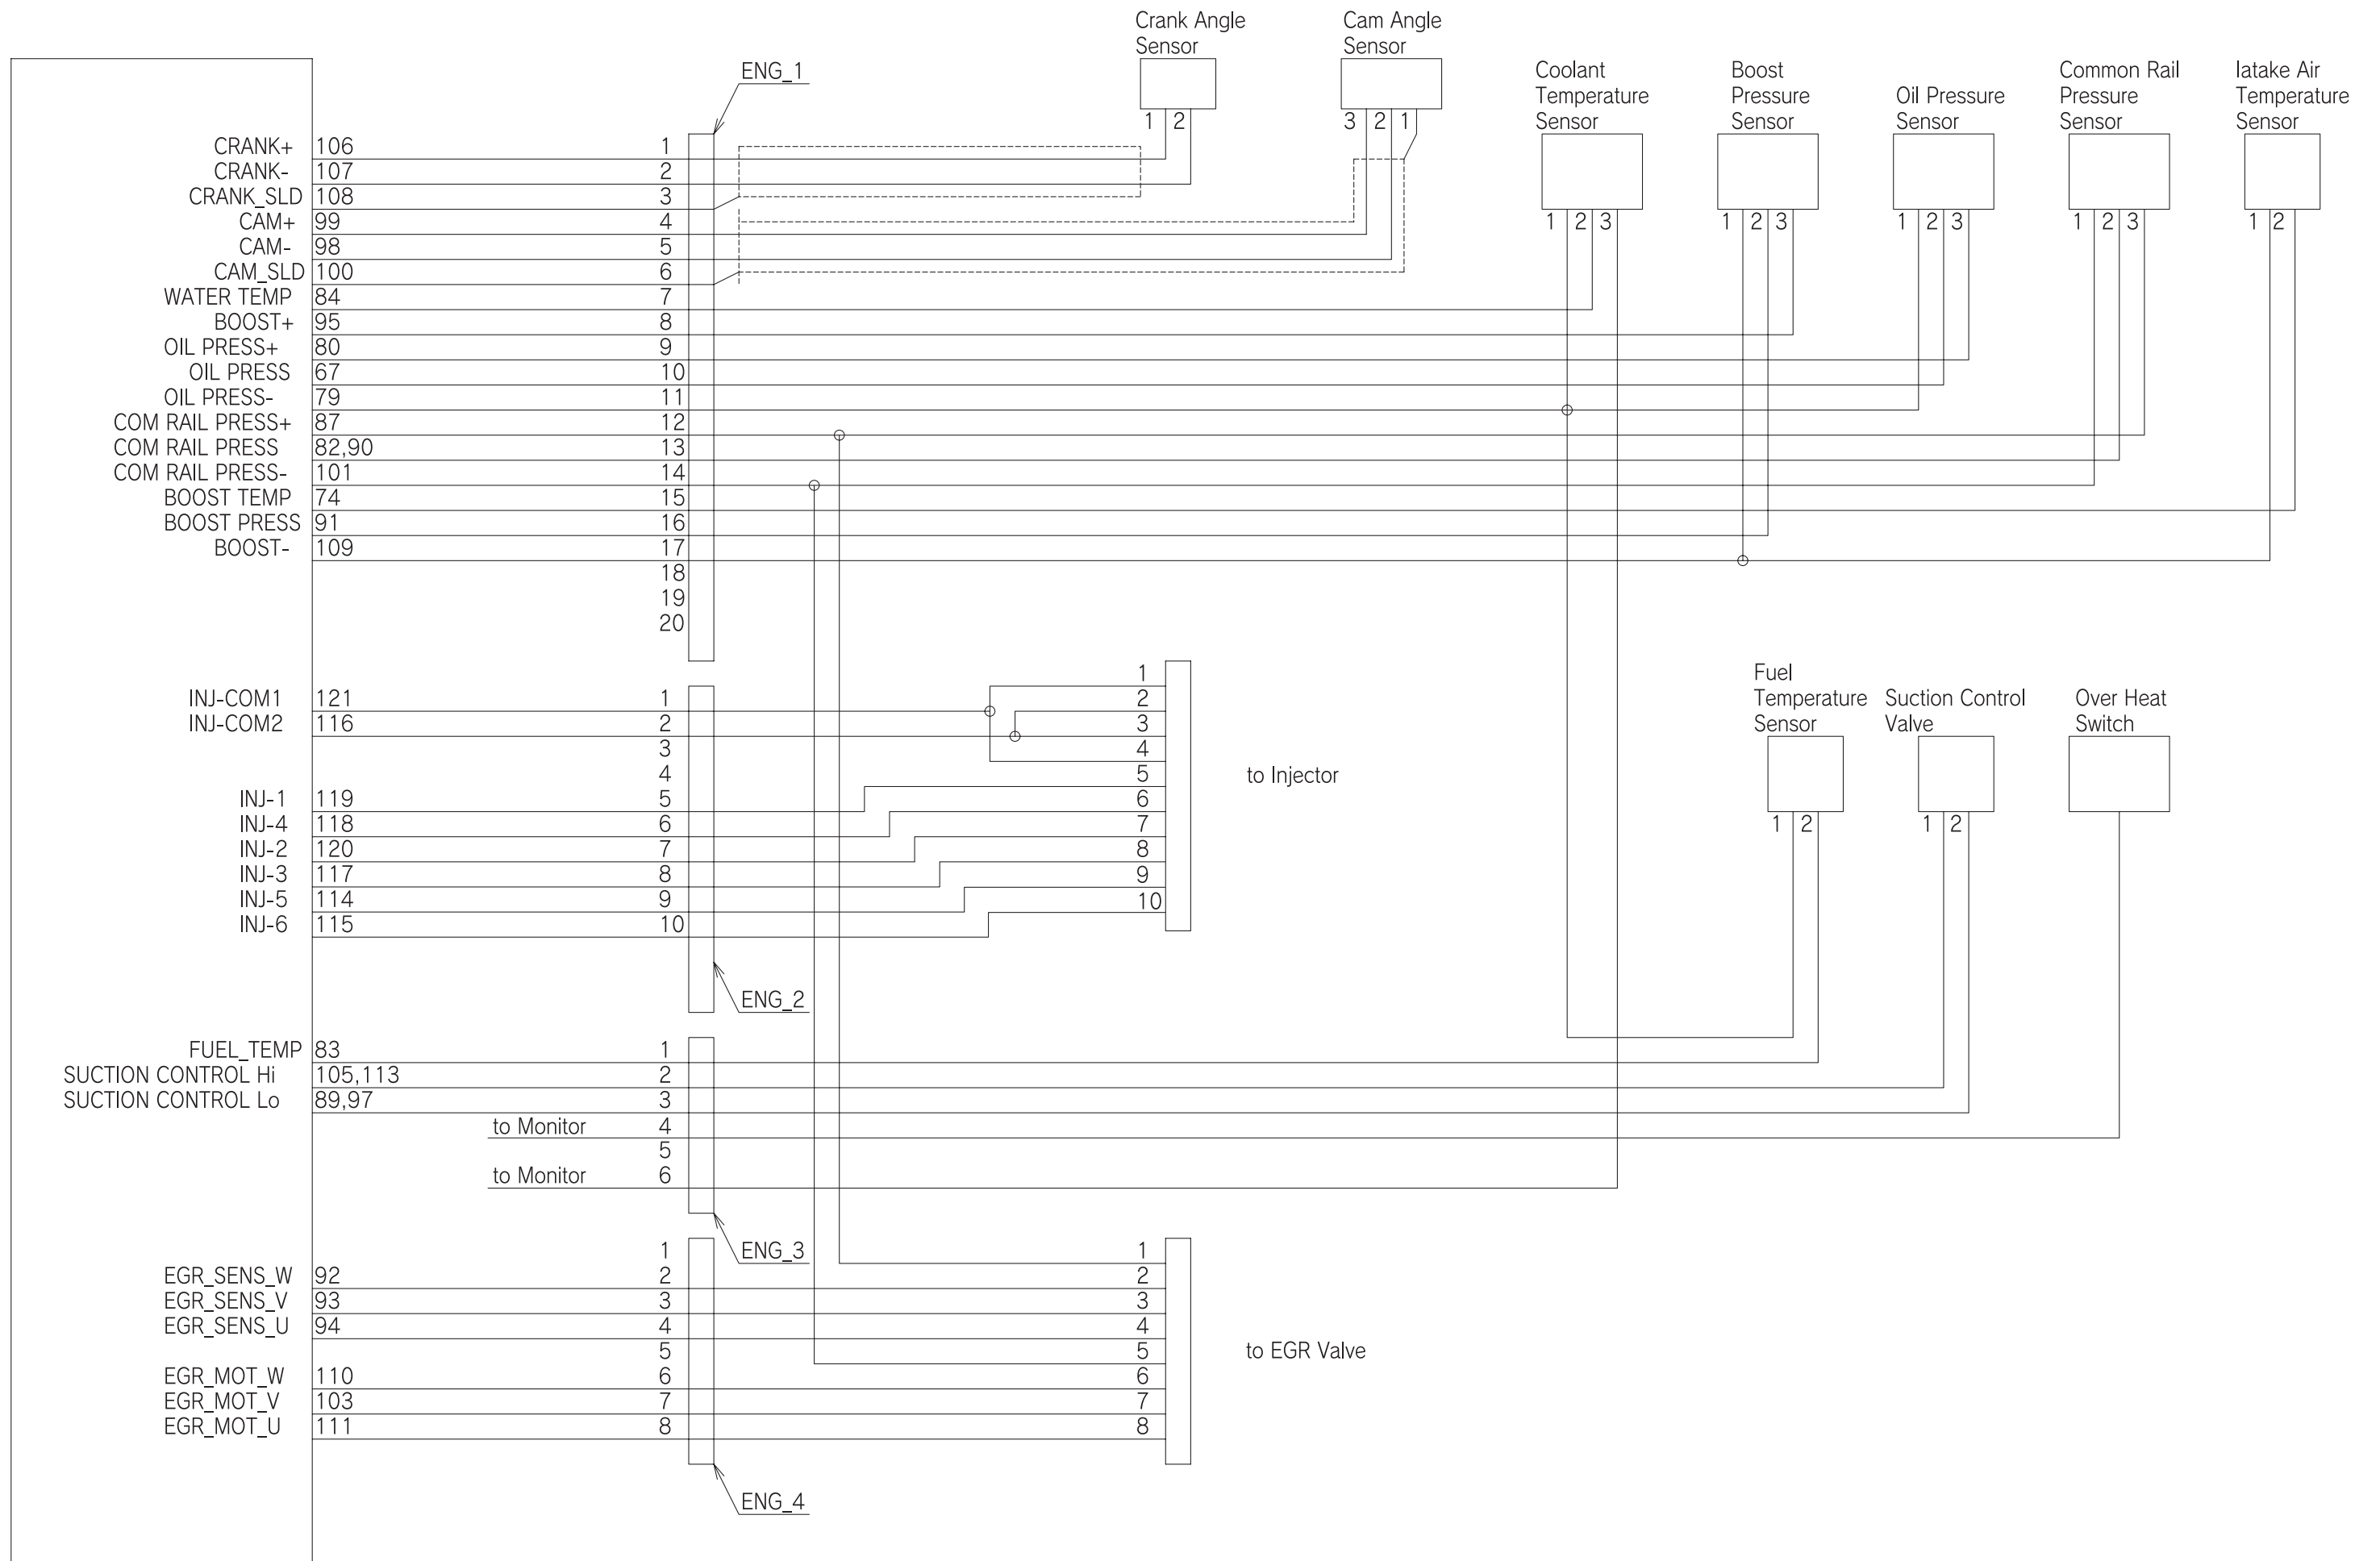 Crank Angle
Sensor
Cam Angle
Sensor
ENG_1
Coolant
Temperature
Sensor
Boost
Pressure
Sensor
Oil Pressure
Sensor
Common Rail
Pressure
Sensor
Iatake Air
Temperature
Sensor
1 2
3 2 1
1 2 3
1 2 3
1 2 3
1 2 3
1 2
CRANK+ 106 1
CRANK- 107 2
CRANK_SLD 108 3
CAM+ 99 4
CAM- 98 5
CAM_SLD 100 6
WATER TEMP 84 7
BOOST+ 95 8
OIL PRESS+ 80 9
OIL PRESS 67 10
OIL PRESS- 79 11
COM RAIL PRESS+ 87 12
COM RAIL PRESS 82,90 13
COM RAIL PRESS- 101 14
BOOST TEMP 74 15
BOOST PRESS 91 16
BOOST- 109 17
18
19
20
INJ-COM1 121 1
INJ-COM2 116 2
3
4
INJ-1 119 5
INJ-4 118 6
INJ-2 120 7
INJ-3 117 8
INJ-5 114 9
INJ-6 115 10
ENG_2
1
2
3
4
5
6
7
8
9
10
to Injector
Fuel
Temperature
Sensor
1 2
Suction Control
Valve
1 2
Over Heat
Switch
FUEL_TEMP 83 1
SUCTION CONTROL Hi 105,113 2
SUCTION CONTROL Lo 89,97 3
to Monitor 4
5
to Monitor 6
ENG_3
1
EGR_SENS_W 92 2
EGR_SENS_V 93 3
EGR_SENS_U 94 4
5
EGR_MOT_W 110 6
EGR_MOT_V 103 7
EGR_MOT_U 111 8
ENG_4
1
2
3
4
5
6
7
8
to EGR Valve